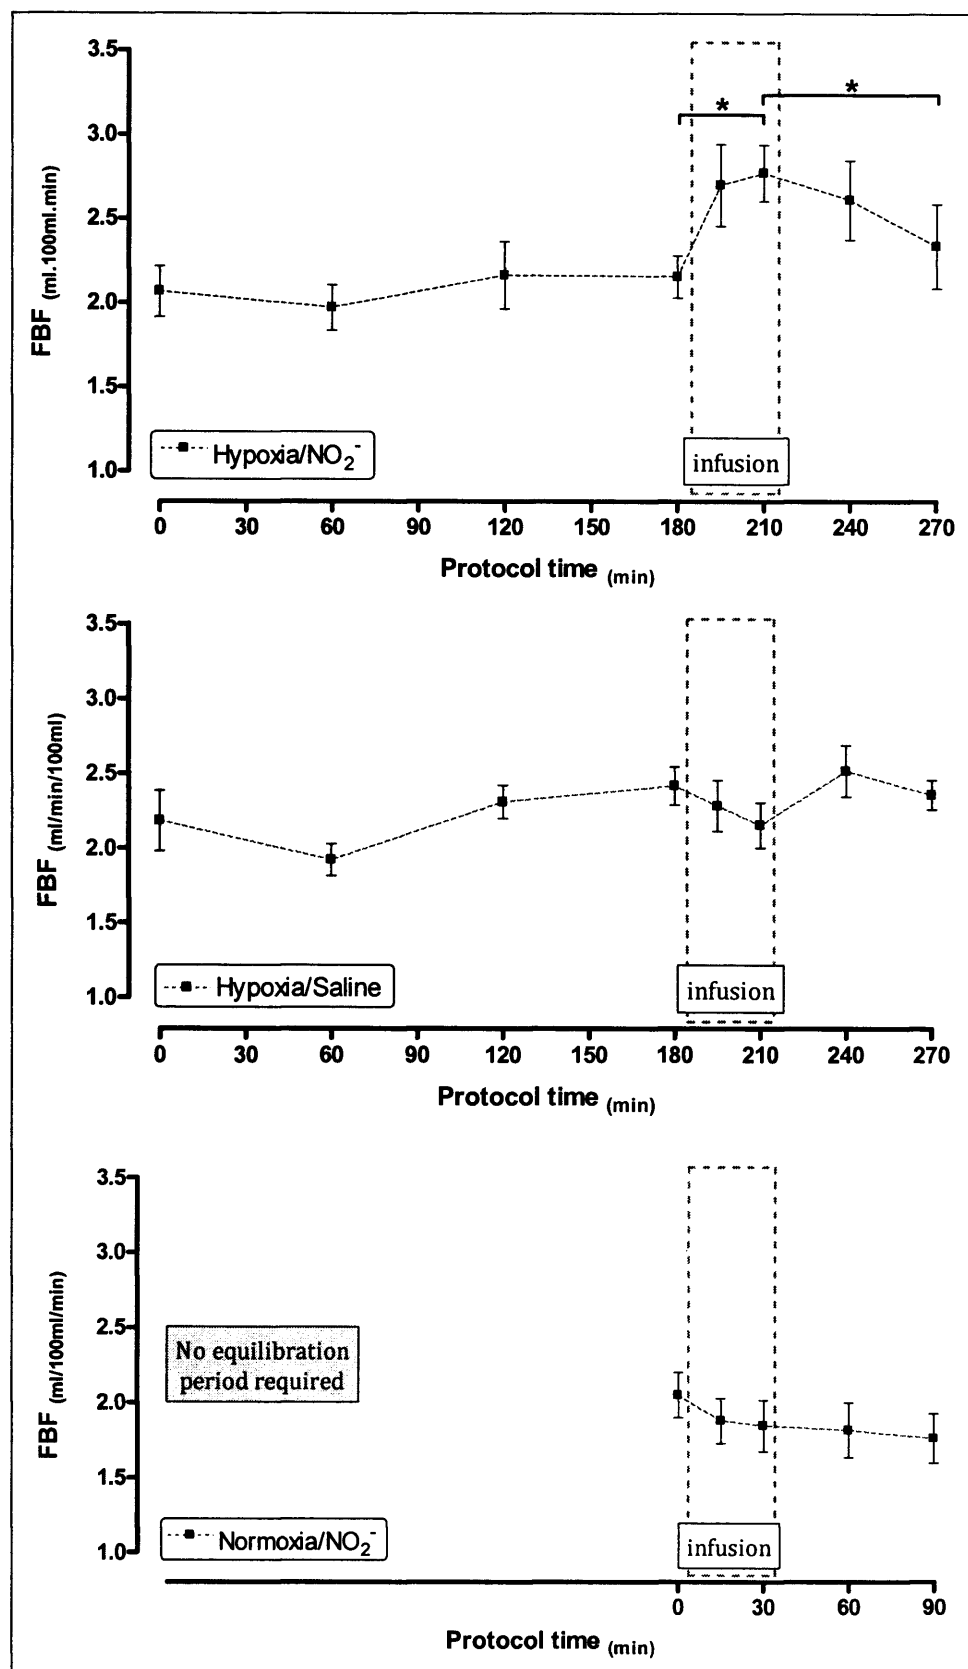 3.5
* *
3.0
2.5
2.0
1.5
1.0
FBF (ml.100ml.min)
Hypoxia/NO₂⁻
infusion
0 30 60 90 120 150 180 210 240 270
Protocol time (min)
3.5
3.0
2.5
2.0
1.5
1.0
FBF (ml/min/100ml)
Hypoxia/Saline
infusion
0 30 60 90 120 150 180 210 240 270
Protocol time (min)
3.5
3.0
2.5
2.0
1.5
1.0
FBF (ml/100ml/min)
No equilibration
period required
Normoxia/NO₂⁻
infusion
0 30 60 90
Protocol time (min)